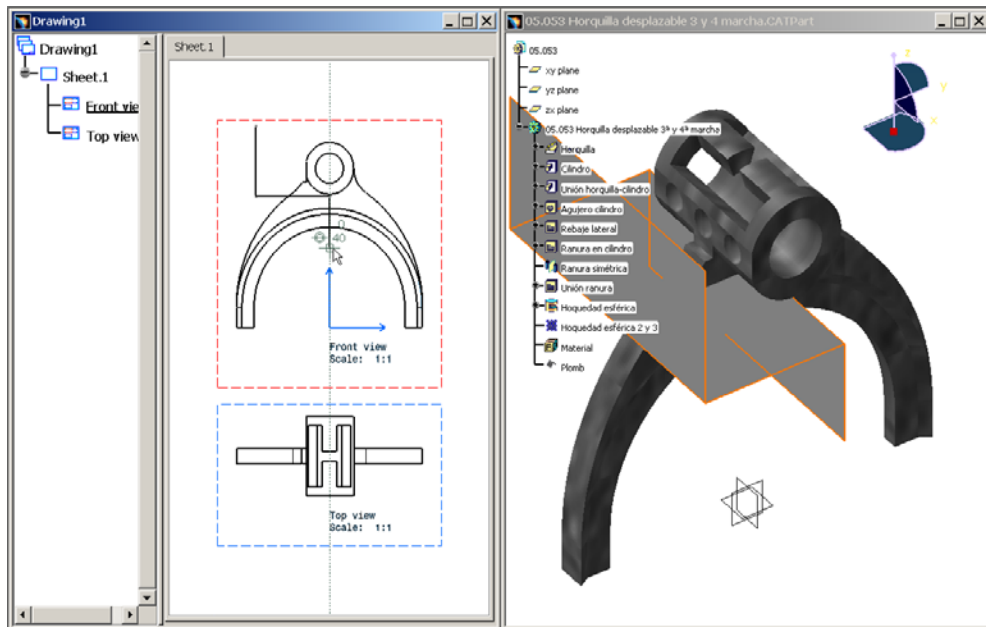 Drawing1
Drawing1
Sheet.1
Front vie
Top view
Sheet.1
0
40
Front view
Scale: 1:1
Top view
Scale: 1:1
05.053 Horquilla desplazable 3 y 4 marcha.CATPart
05.053
xy plane
yz plane
zx plane
05.053 Horquilla desplazable 3ª y 4ª marcha
Herquilla
Cilindro
Unión horquilla-cilindro
Agujero cilindro
Rebaje lateral
Ranura en cilindro
Ranura simétrica
Unión ranura
Hoquedad esférica
Hoquedad esférica 2 y 3
Material
Plomb
z
y
x